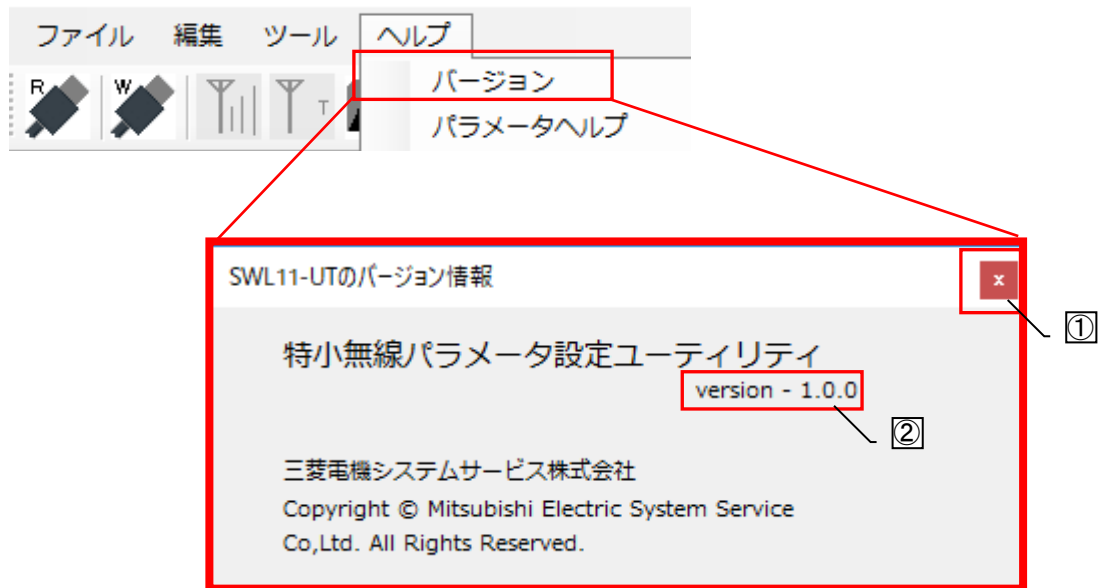 ファイル 編集 ツール ヘルプ
R W T
バージョン
パラメータヘルプ
SWL11-UTのバージョン情報
x
①
特小無線パラメータ設定ユーティリティ
version - 1.0.0
②
三菱電機システムサービス株式会社
Copyright © Mitsubishi Electric System Service
Co,Ltd. All Rights Reserved.